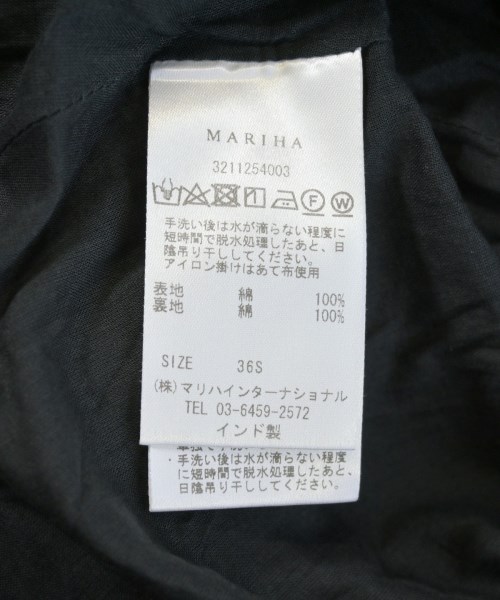 MARIHA
3211254003
F W
手洗い後は水が滴らない程度に
短時間で脱水処理したあと、日
陰吊り干ししてください。
アイロン掛けはあて布使用
表地 綿 100%
裏地 綿 100%
SIZE 36S
(株)マリハインターナショナル
TEL 03-6459-2572
インド製
・手洗い後は水が滴らない程度
に短時間で脱水処理したあと、
日陰吊り干ししてください。